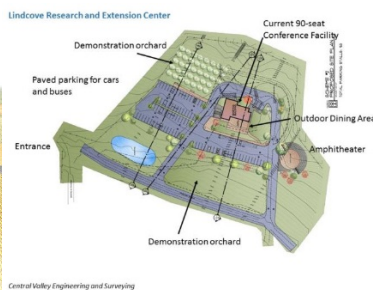 Lindcove Research and Extension Center
Current 90-seat
Conference Facility
Demonstration orchard
Paved parking for cars
and buses
Outdoor Dining Area
Entrance
Amphitheater
Demonstration orchard
Central Valley Engineering and Surveying